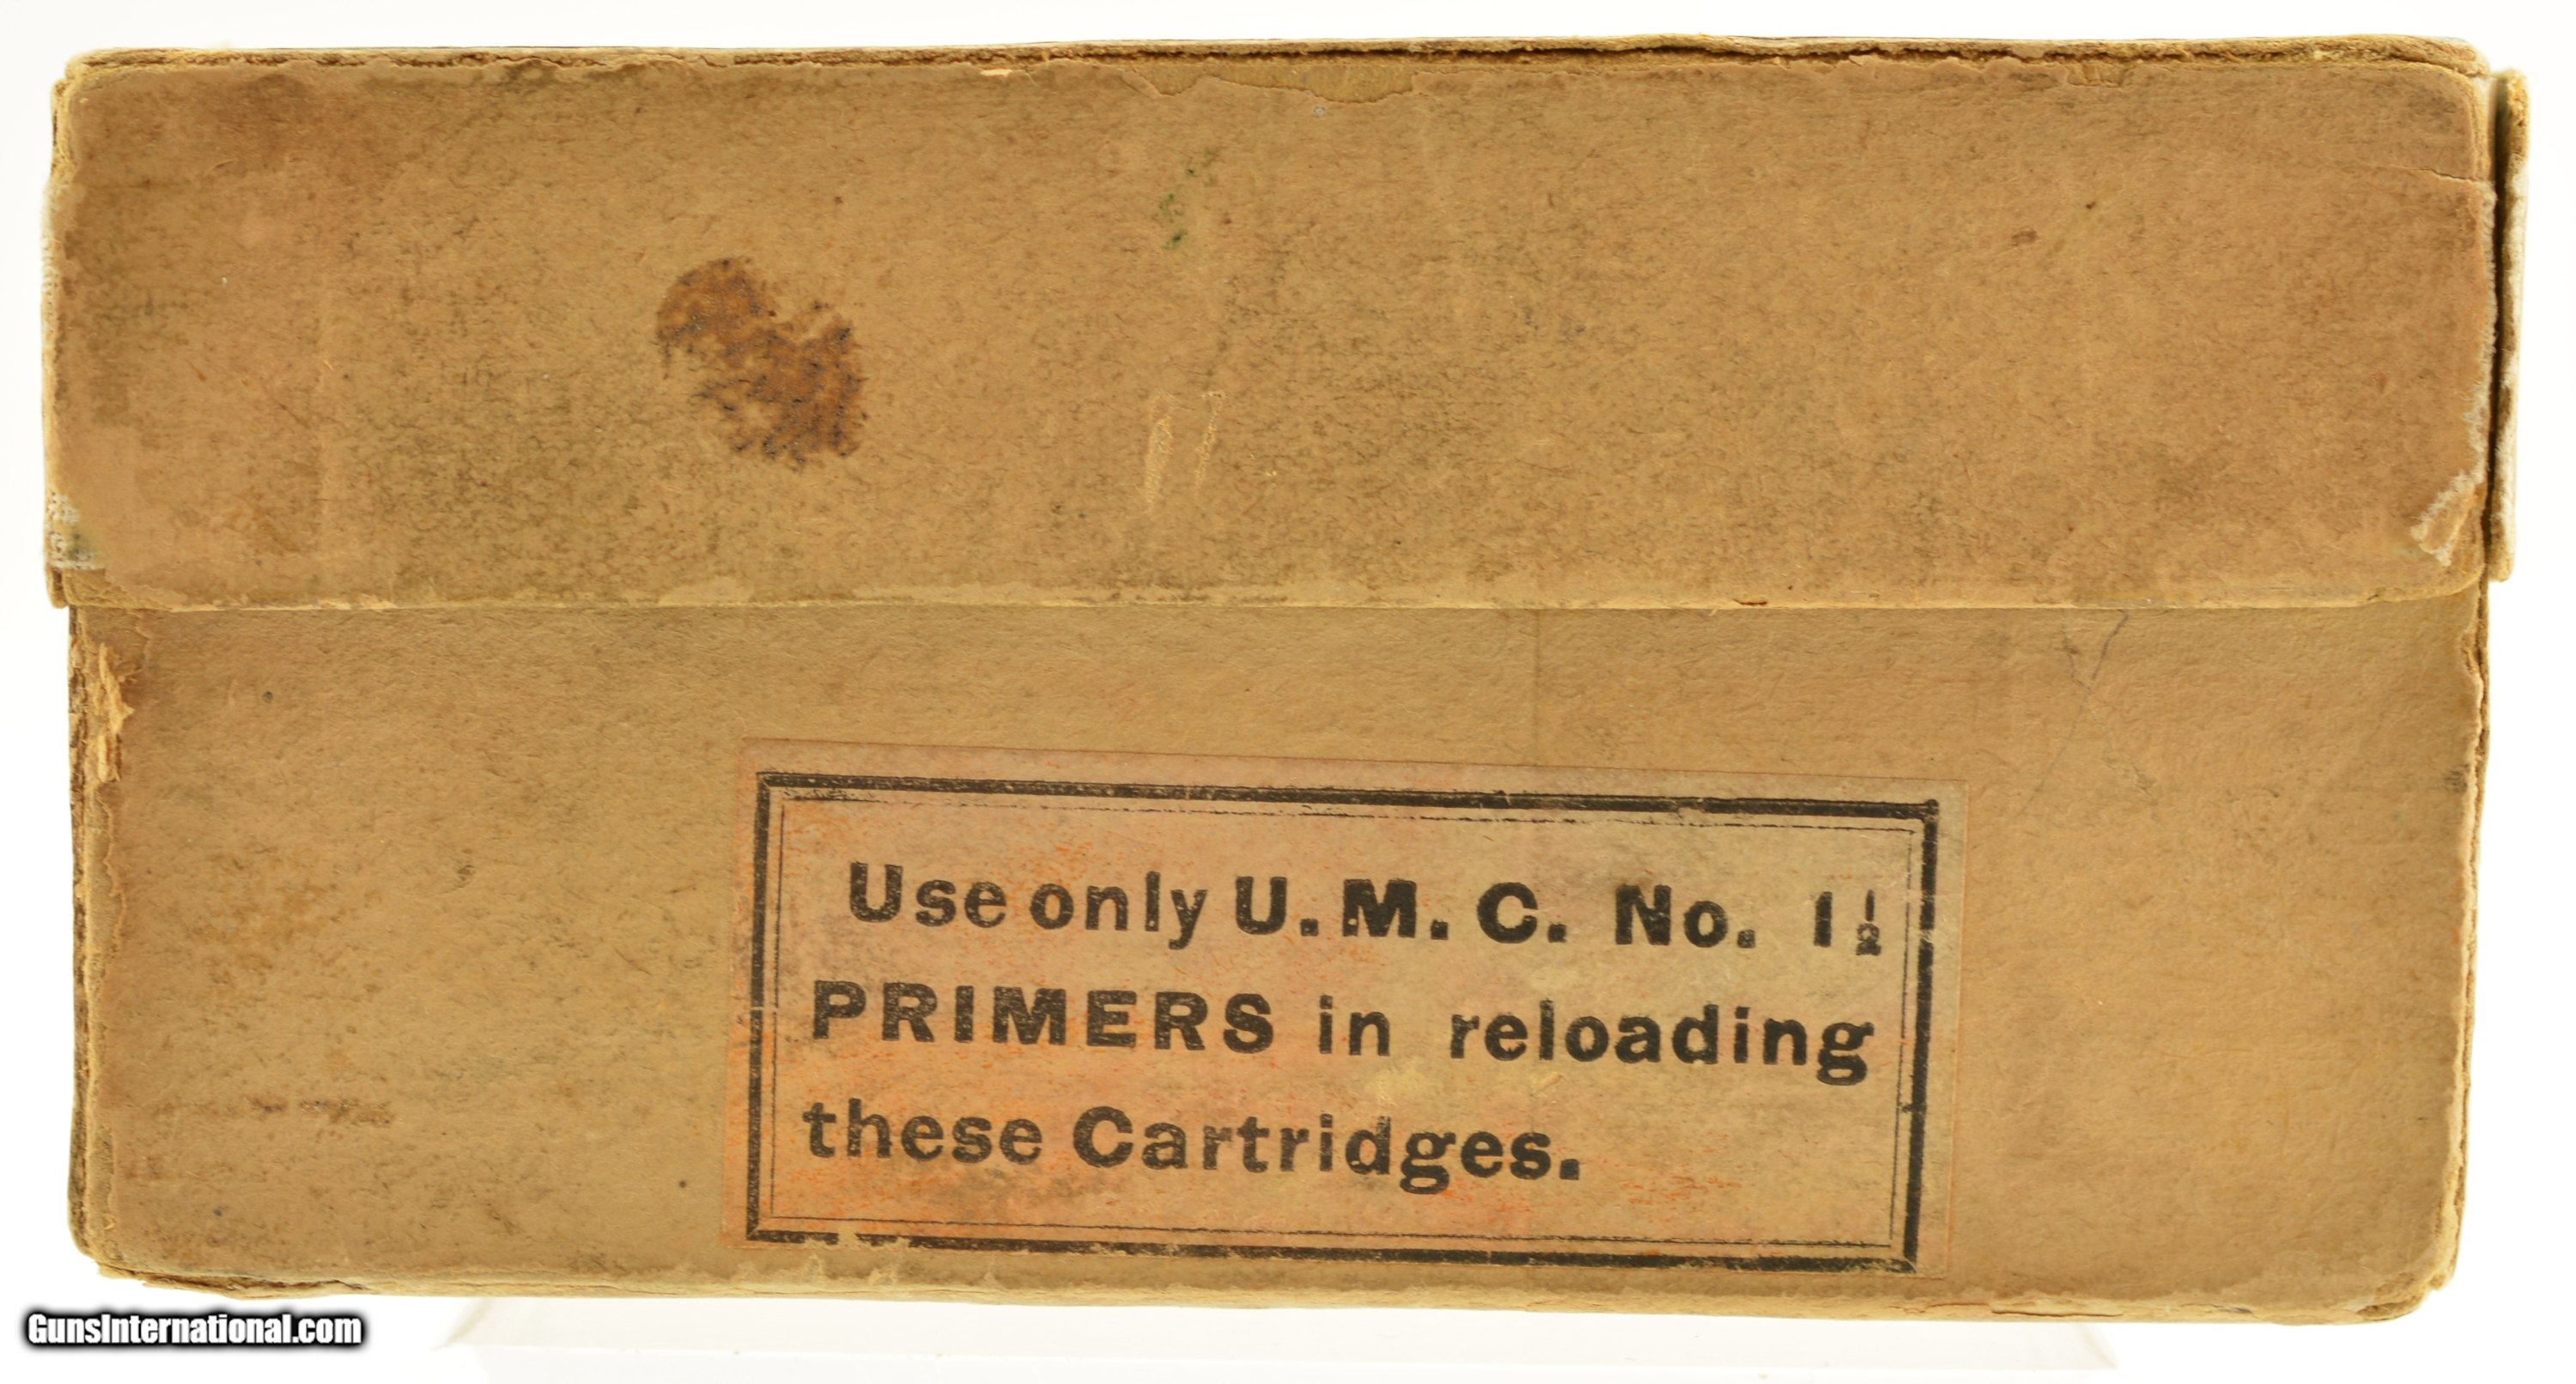 Use only U. M. C. No. 1½
PRIMERS in reloading
these Cartridges.
GunsInternational.com